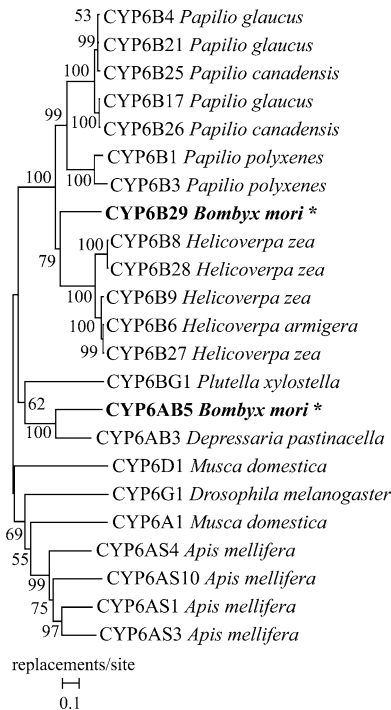 53 CYP6B4 Papilio glaucus
99 CYP6B21 Papilio glaucus
100 CYP6B25 Papilio canadensis
CYP6B17 Papilio glaucus
99 100 CYP6B26 Papilio canadensis
CYP6B1 Papilio polyxenes
100 100 CYP6B3 Papilio polyxenes
CYP6B29 Bombyx mori *
79 100 CYP6B8 Helicoverpa zea
CYP6B28 Helicoverpa zea
100 CYP6B9 Helicoverpa zea
100 CYP6B6 Helicoverpa armigera
99 CYP6B27 Helicoverpa zea
CYP6BG1 Plutella xylostella
62 CYP6AB5 Bombyx mori *
100 CYP6AB3 Depressaria pastinacella
CYP6D1 Musca domestica
CYP6G1 Drosophila melanogaster
69 CYP6A1 Musca domestica
55 CYP6AS4 Apis mellifera
99 CYP6AS10 Apis mellifera
75 CYP6AS1 Apis mellifera
97 CYP6AS3 Apis mellifera
replacements/site
0.1